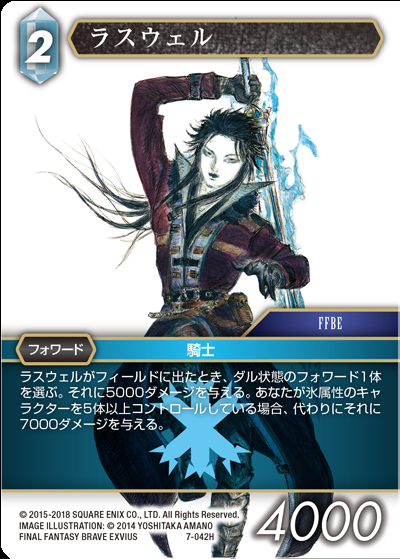 2
ラスウェル
FFBE
フォワード
騎士
ラスウェルがフィールドに出たとき、ダル状態のフォワード1体
を選ぶ。それに5000ダメージを与える。あなたが氷属性のキャ
ラクターを5体以上コントロールしている場合、代わりにそれに
7000ダメージを与える。
© 2015-2018 SQUARE ENIX CO., LTD. All Rights Reserved.
IMAGE ILLUSTRATION: © 2014 YOSHITAKA AMANO
FINAL FANTASY BRAVE EXVIUS 7-042H
4000